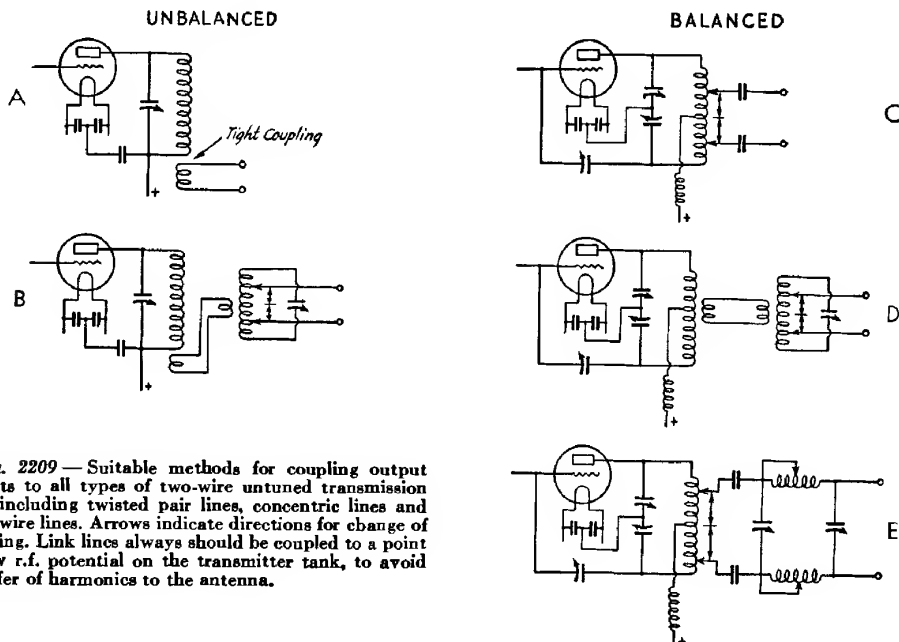 UNBALANCED
BALANCED
A
Tight Coupling
+
C
+
B
+
D
+
E
+
. 2209 — Suitable methods for coupling output
ts to all types of two-wire untuned transmission
including twisted pair lines, concentric lines and
wire lines. Arrows indicate directions for change of
ing. Link lines always should be coupled to a point
w r.f. potential on the transmitter tank, to avoid
fer of harmonics to the antenna.